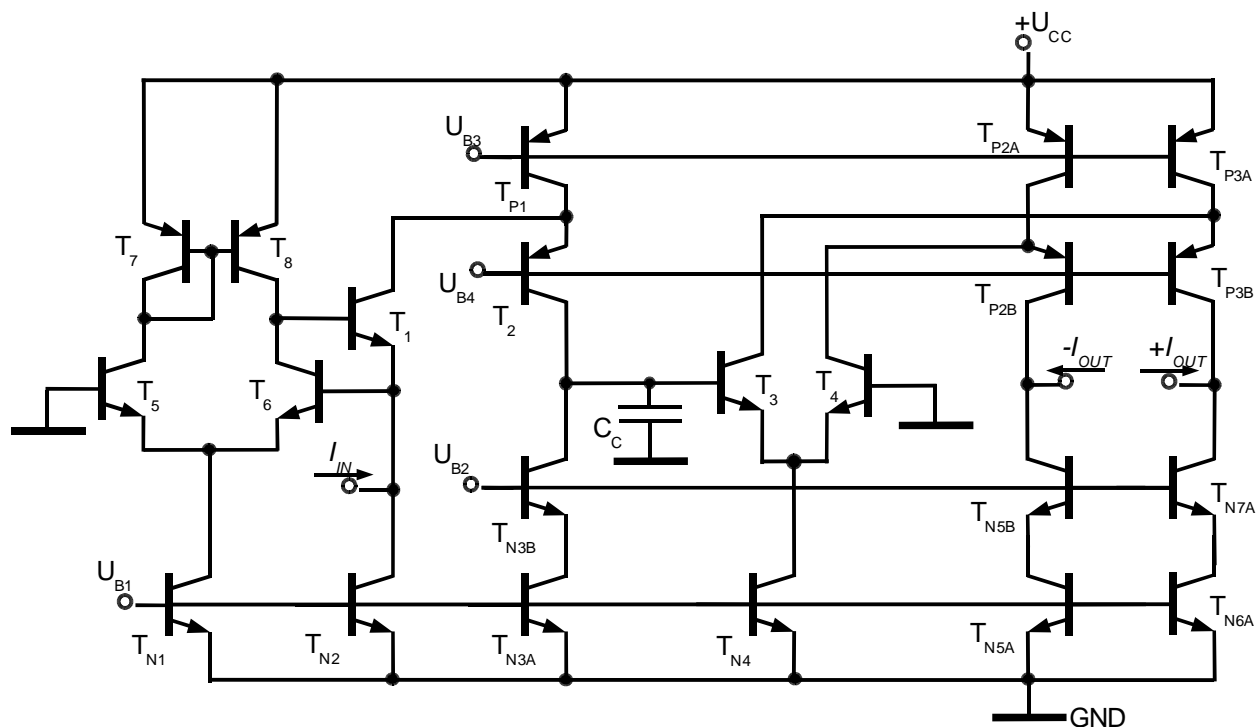 +U_CC
U_B3
T_P2A
T_P3A
T_P1
T_7
T_8
U_B4
T_2
T_P2B
T_P3B
T_1
T_5
T_6
T_3
T_4
-I_OUT
+I_OUT
C_C
I_IN
U_B2
T_N3B
T_N5B
T_N7A
U_B1
T_N1
T_N2
T_N3A
T_N4
T_N5A
T_N6A
GND